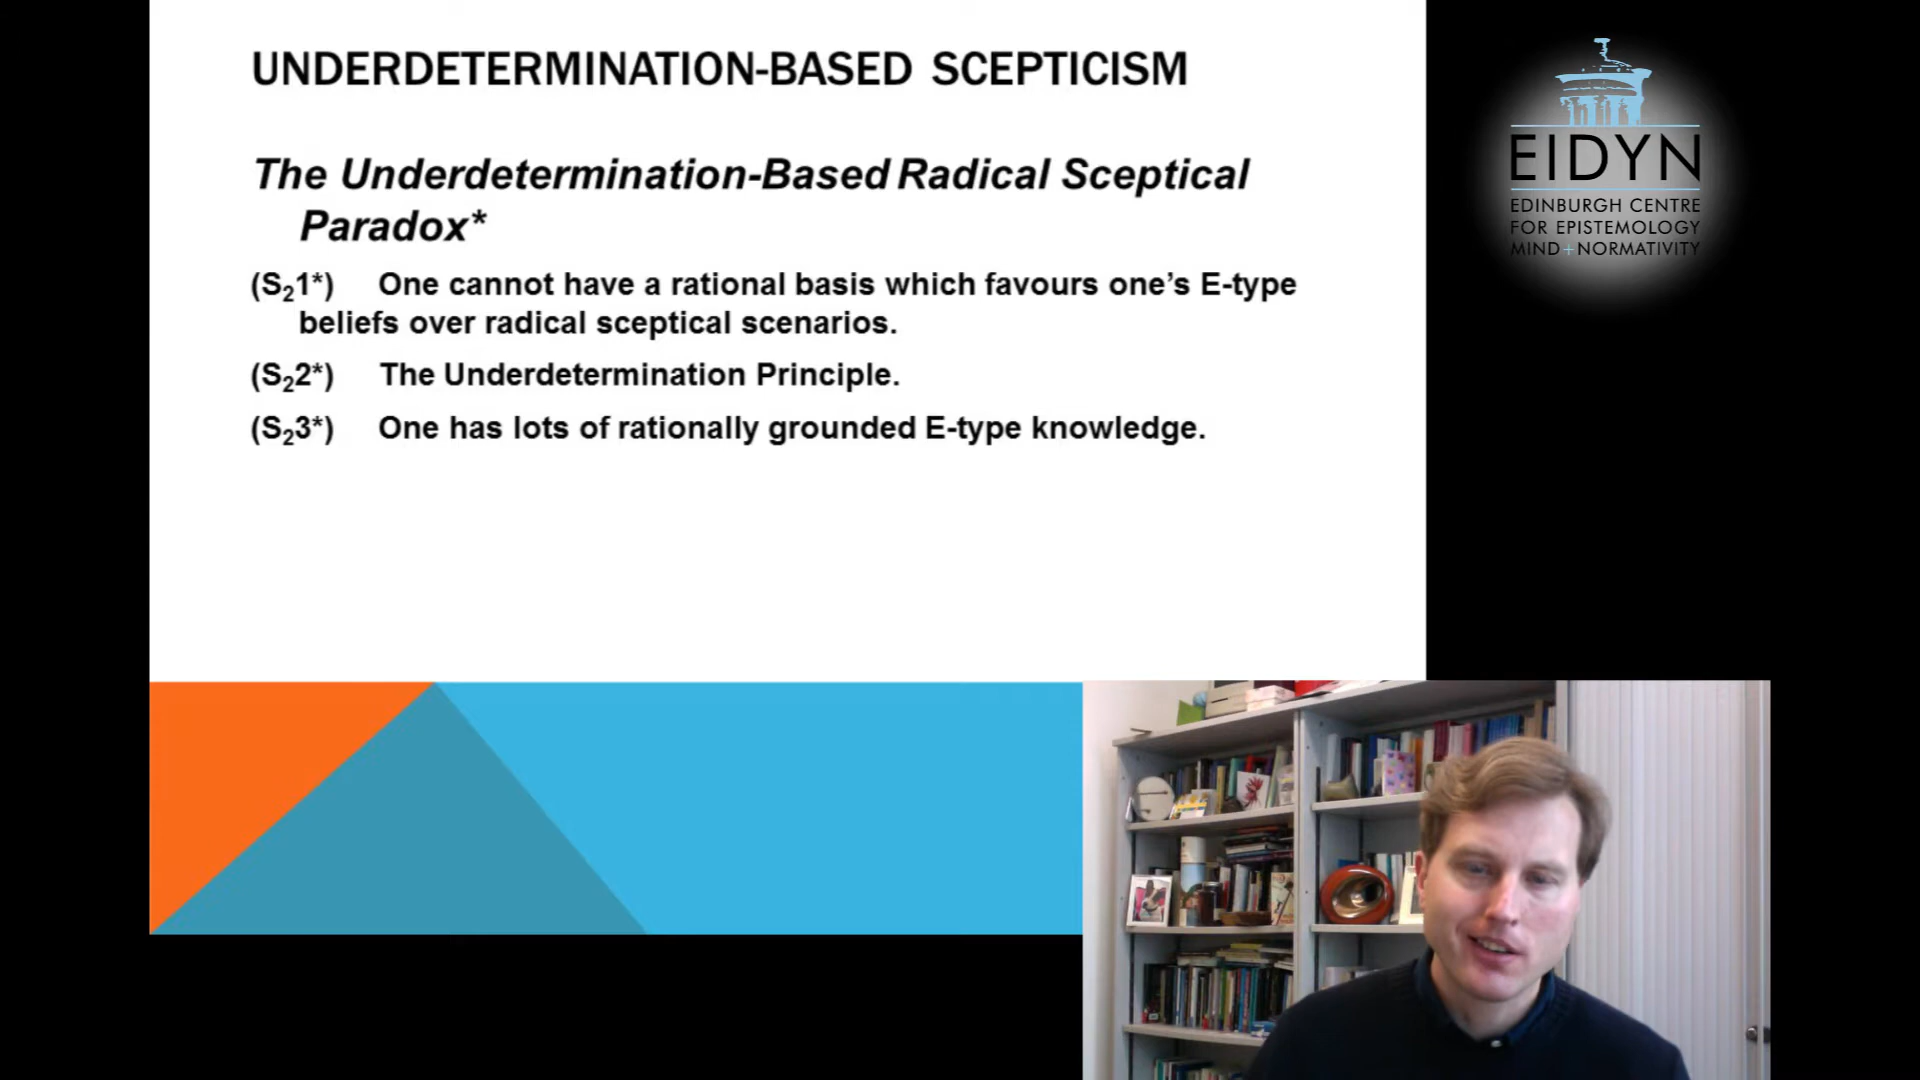 UNDERDETERMINATION-BASED SCEPTICISM
The Underdetermination-Based Radical Sceptical
Paradox*
(S₂1*) One cannot have a rational basis which favours one’s E-type
beliefs over radical sceptical scenarios.
(S₂2*) The Underdetermination Principle.
(S₂3*) One has lots of rationally grounded E-type knowledge.
EIDYN
EDINBURGH CENTRE
FOR EPISTEMOLOGY
MIND+NORMATIVITY